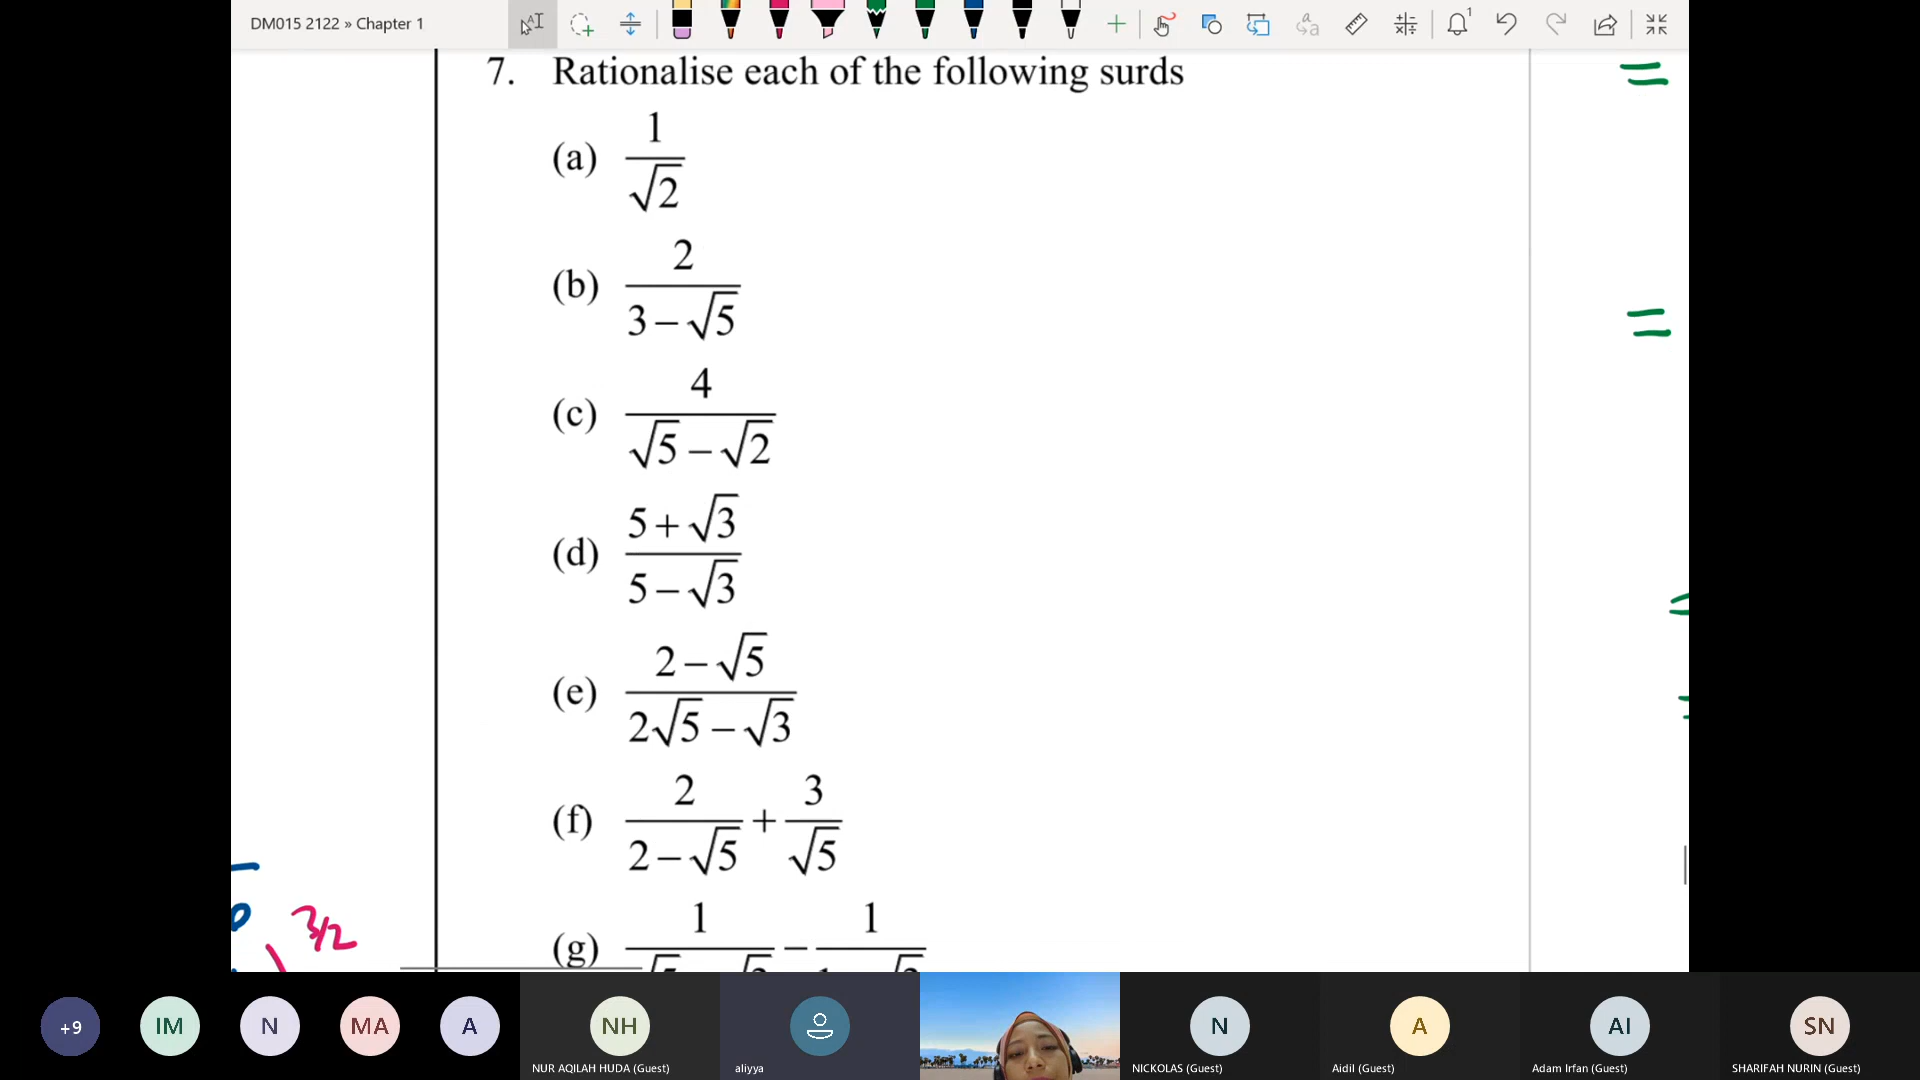 DM015 2122 » Chapter 1
1
7. Rationalise each of the following surds
(a) 1/√2
(b) 2/(3−√5)
(c) 4/(√5−√2)
(d) (5+√3)/(5−√3)
(e) (2−√5)/(2√5−√3)
(f) 2/(2−√5) + 3/√5
(g) 1 − 1
=
=
3/2
+9
IM
N
MA
A
NH
NUR AQILAH HUDA (Guest)
aliyya
N
NICKOLAS (Guest)
A
Aidil (Guest)
AI
Adam Irfan (Guest)
SN
SHARIFAH NURIN (Guest)